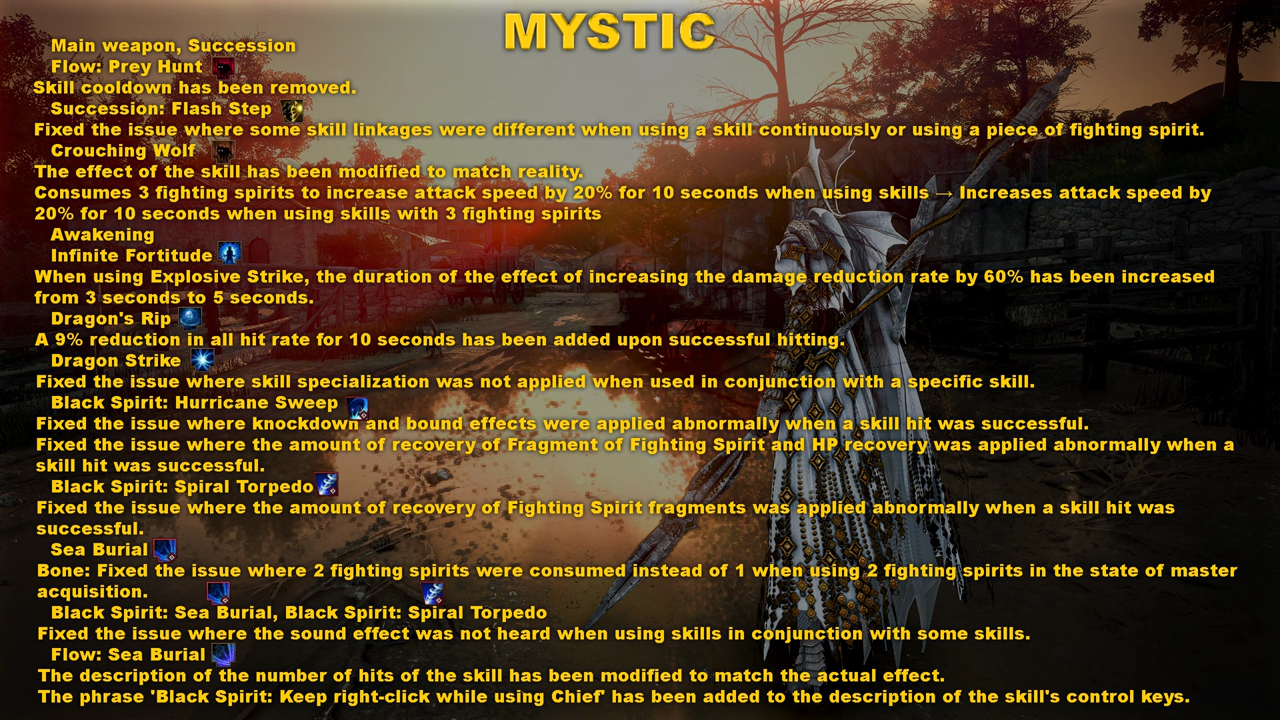 MYSTIC
Main weapon, Succession
Flow: Prey Hunt
Skill cooldown has been removed.
Succession: Flash Step
Fixed the issue where some skill linkages were different when using a skill continuously or using a piece of fighting spirit.
Crouching Wolf
The effect of the skill has been modified to match reality.
Consumes 3 fighting spirits to increase attack speed by 20% for 10 seconds when using skills → Increases attack speed by
20% for 10 seconds when using skills with 3 fighting spirits
Awakening
Infinite Fortitude
When using Explosive Strike, the duration of the effect of increasing the damage reduction rate by 60% has been increased
from 3 seconds to 5 seconds.
Dragon's Rip
A 9% reduction in all hit rate for 10 seconds has been added upon successful hitting.
Dragon Strike
Fixed the issue where skill specialization was not applied when used in conjunction with a specific skill.
Black Spirit: Hurricane Sweep
Fixed the issue where knockdown and bound effects were applied abnormally when a skill hit was successful.
Fixed the issue where the amount of recovery of Fragment of Fighting Spirit and HP recovery was applied abnormally when a
skill hit was successful.
Black Spirit: Spiral Torpedo
Fixed the issue where the amount of recovery of Fighting Spirit fragments was applied abnormally when a skill hit was
successful.
Sea Burial
Bone: Fixed the issue where 2 fighting spirits were consumed instead of 1 when using 2 fighting spirits in the state of master
acquisition.
Black Spirit: Sea Burial, Black Spirit: Spiral Torpedo
Fixed the issue where the sound effect was not heard when using skills in conjunction with some skills.
Flow: Sea Burial
The description of the number of hits of the skill has been modified to match the actual effect.
The phrase 'Black Spirit: Keep right-click while using Chief' has been added to the description of the skill's control keys.